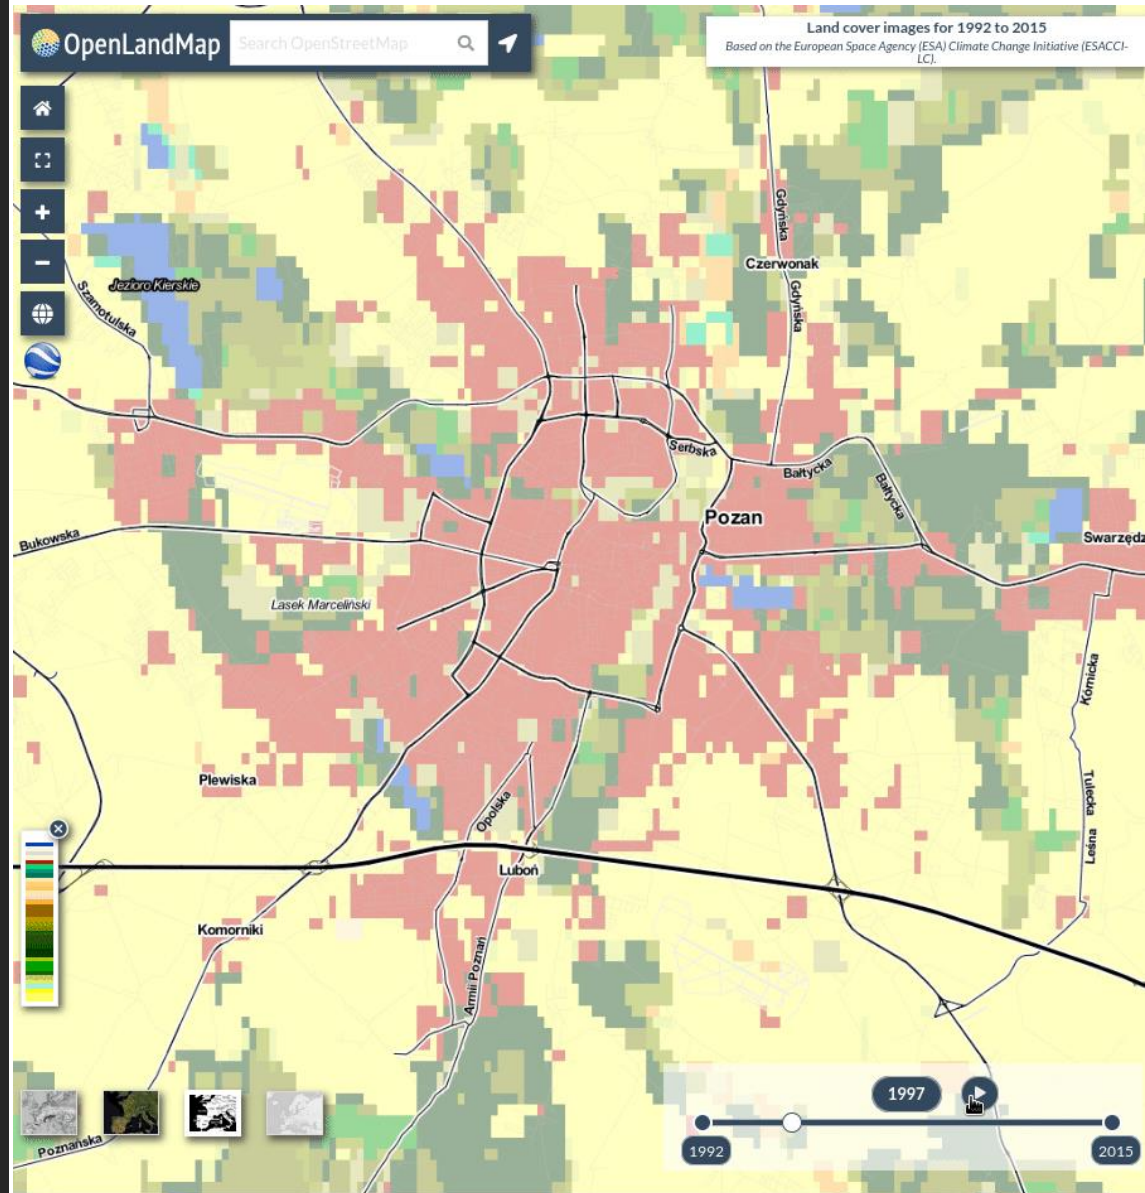 OpenLandMap
Search OpenStreetMap
Land cover images for 1992 to 2015
Based on the European Space Agency (ESA) Climate Change Initiative (ESACCI-
LC).
Gdyńska
Czerwonak
Gdyńska
Jezioro Kierskie
Szamotulska
Serbska
Bałtycka
Bałtycka
Pozan
Bukowska
Swarzędz
Lasek Marceliński
Kórnicka
Plewiska
Opolska
Tulecka
Leśna
Luboń
Komorniki
Armii Poznań
Poznańska
1997
1992
2015